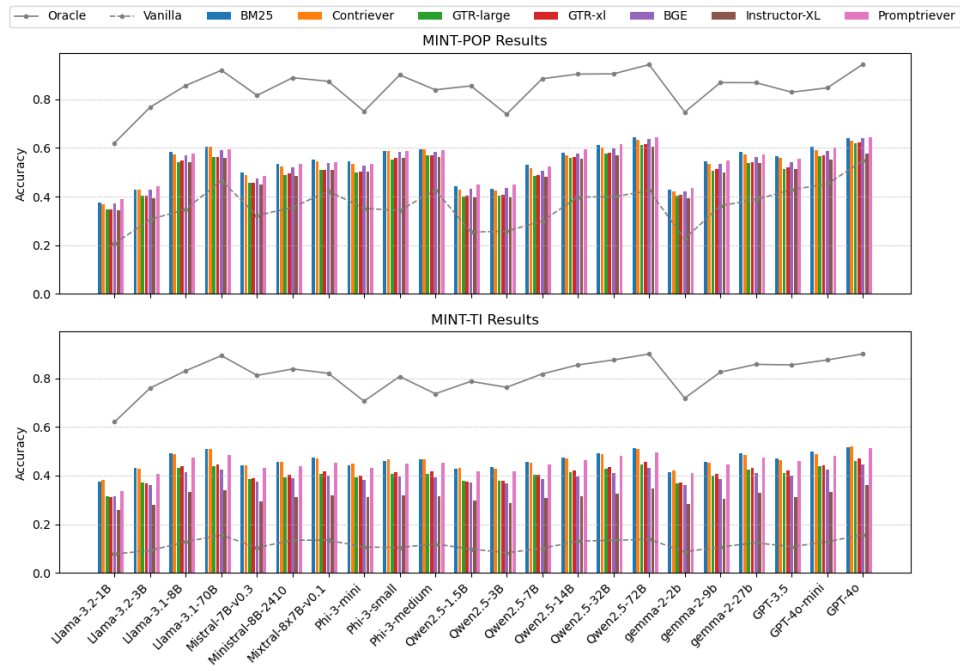 Oracle Vanilla BM25 Contriever GTR-large GTR-xl BGE Instructor-XL Promptriever
MINT-POP Results
Accuracy
0.8
0.6
0.4
0.2
0.0
MINT-TI Results
Accuracy
0.8
0.6
0.4
0.2
0.0
Llama-3.2-1B
Llama-3.2-3B
Llama-3.1-8B
Llama-3.1-70B
Mistral-7B-v0.3
Ministral-8B-2410
Mixtral-8x7B-v0.1
Phi-3-mini
Phi-3-small
Phi-3-medium
Qwen2.5-1.5B
Qwen2.5-3B
Qwen2.5-7B
Qwen2.5-14B
Qwen2.5-32B
Qwen2.5-72B
gemma-2-2b
gemma-2-9b
gemma-2-27b
GPT-3.5
GPT-4o-mini
GPT-4o